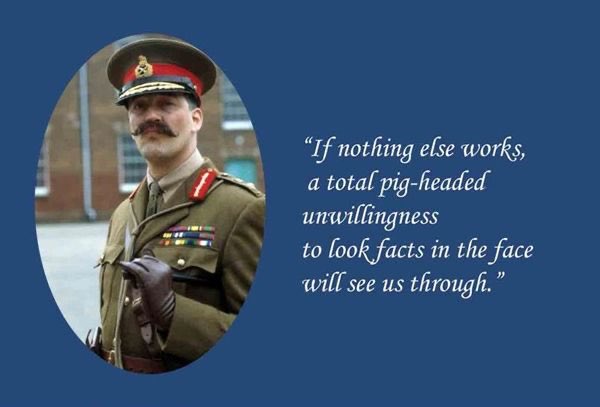 “If nothing else works,
a total pig-headed
unwillingness
to look facts in the face
will see us through.”